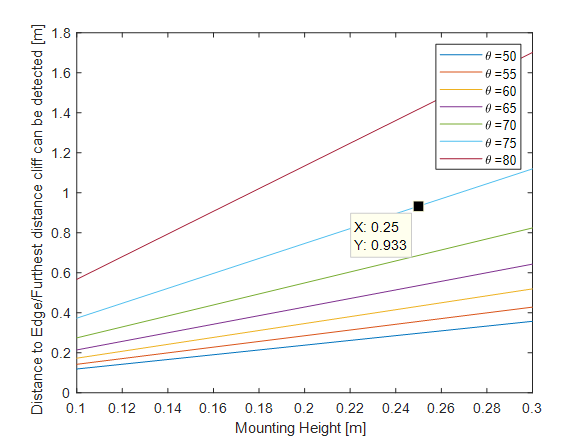 Distance to Edge/Furthest distance cliff can be detected [m]
1.8
1.6
1.4
1.2
1
0.8
0.6
0.4
0.2
0
θ =50
θ =55
θ =60
θ =65
θ =70
θ =75
θ =80
X: 0.25
Y: 0.933
0.1 0.12 0.14 0.16 0.18 0.2 0.22 0.24 0.26 0.28 0.3
Mounting Height [m]